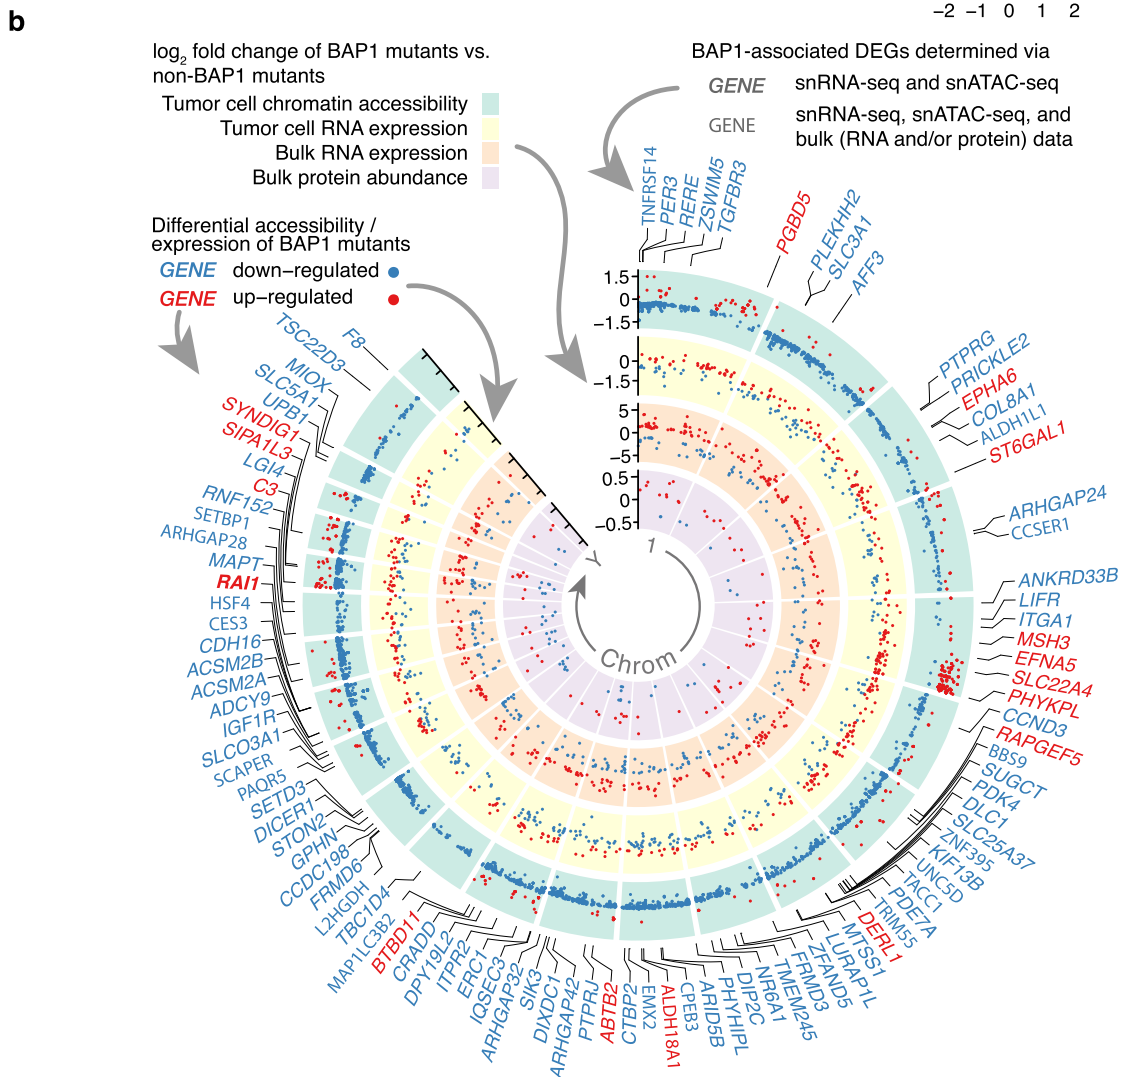 b
−2 −1 0 1 2
log2 fold change of BAP1 mutants vs.
non-BAP1 mutants
Tumor cell chromatin accessibility
Tumor cell RNA expression
Bulk RNA expression
Bulk protein abundance
BAP1-associated DEGs determined via
GENE snRNA-seq and snATAC-seq
GENE snRNA-seq, snATAC-seq, and
bulk (RNA and/or protein) data
Differential accessibility /
expression of BAP1 mutants
GENE down−regulated
GENE up−regulated
TNFRSF14
PER3
RERE
ZSWIM5
TGFBR3
PGBD5
PLEKHH2
SLC3A1
AFF3
PTPRG
PRICKLE2
EPHA6
COL8A1
ALDH1L1
ST6GAL1
ARHGAP24
CCSER1
ANKRD33B
LIFR
ITGA1
MSH3
EFNA5
SLC22A4
PHYKPL
CCND3
RAPGEF5
BBS9
SUGCT
PDK4
DLC1
SLC25A37
ZNF395
KIF13B
UNC5D
TACC1
PDE7A
TRIM55
DERL1
MTSS1
LURAP1L
ZFAND5
FRMD3
TMEM245
NR6A1
DIP2C
PHYHIPL
ARID5B
CPEB3
ALDH18A1
EMX2
CTBP2
ABTB2
PTPRJ
ARHGAP42
DIXDC1
SIK3
ARHGAP32
IQSEC3
ERC1
ITPR2
DPY19L2
CRADD
BTBD11
MAP1LC3B2
TBC1D4
L2HGDH
FRMD6
CCDC198
GPHN
STON2
DICER1
SETD3
PAQR5
SCAPER
SLCO3A1
IGF1R
ADCY9
ACSM2A
ACSM2B
CDH16
CES3
HSF4
RAI1
MAPT
ARHGAP28
SETBP1
RNF152
C3
LGI4
SIPA1L3
SYNDIG1
UPB1
SLC5A1
MIOX
TSC22D3
F8
1.5
0
−1.5
0
−1.5
5
0
−5
0.5
0
−0.5
1
Y
Chrom